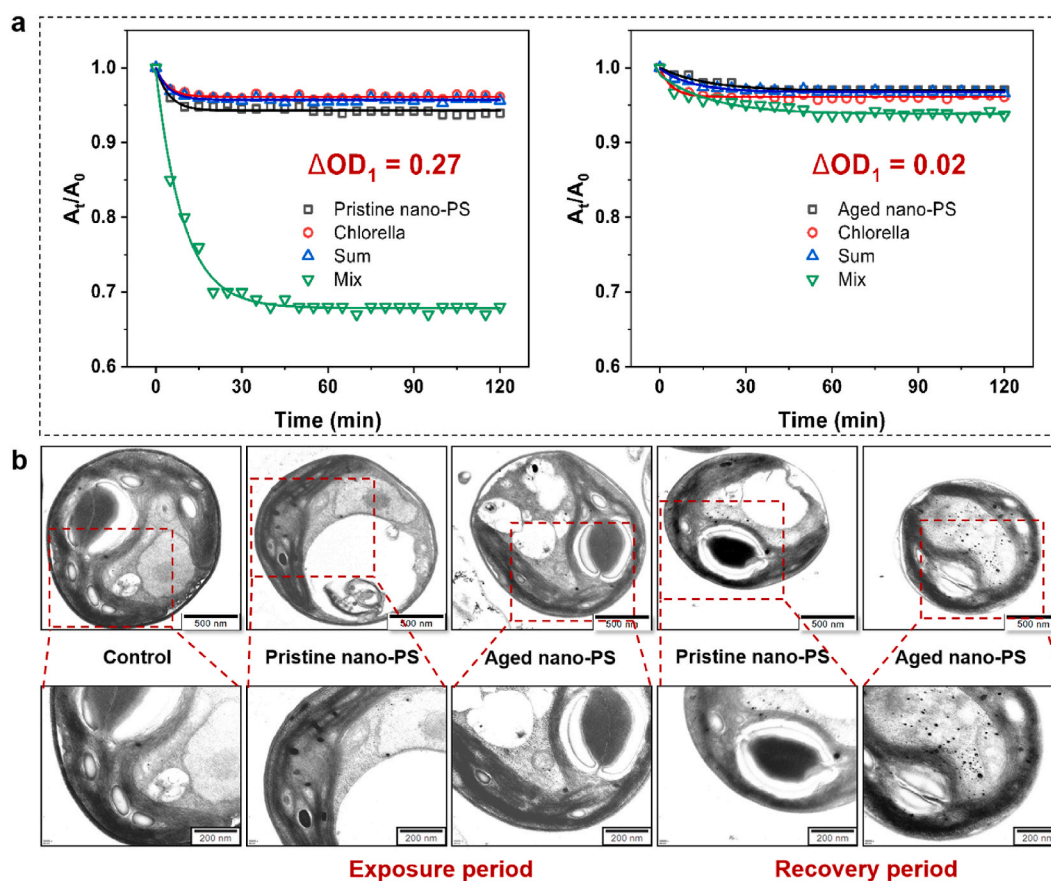 a
1.0
0.9
0.8
0.7
0.6
A_t/A_0
ΔOD_1 = 0.27
Pristine nano-PS
Chlorella
Sum
Mix
0 30 60 90 120
Time (min)
1.0
0.9
0.8
0.7
0.6
A_t/A_0
ΔOD_1 = 0.02
Aged nano-PS
Chlorella
Sum
Mix
0 30 60 90 120
Time (min)
b
500 nm 500 nm 500 nm 500 nm 500 nm
Control Pristine nano-PS Aged nano-PS Pristine nano-PS Aged nano-PS
200 nm 200 nm 200 nm 200 nm 200 nm
Exposure period Recovery period